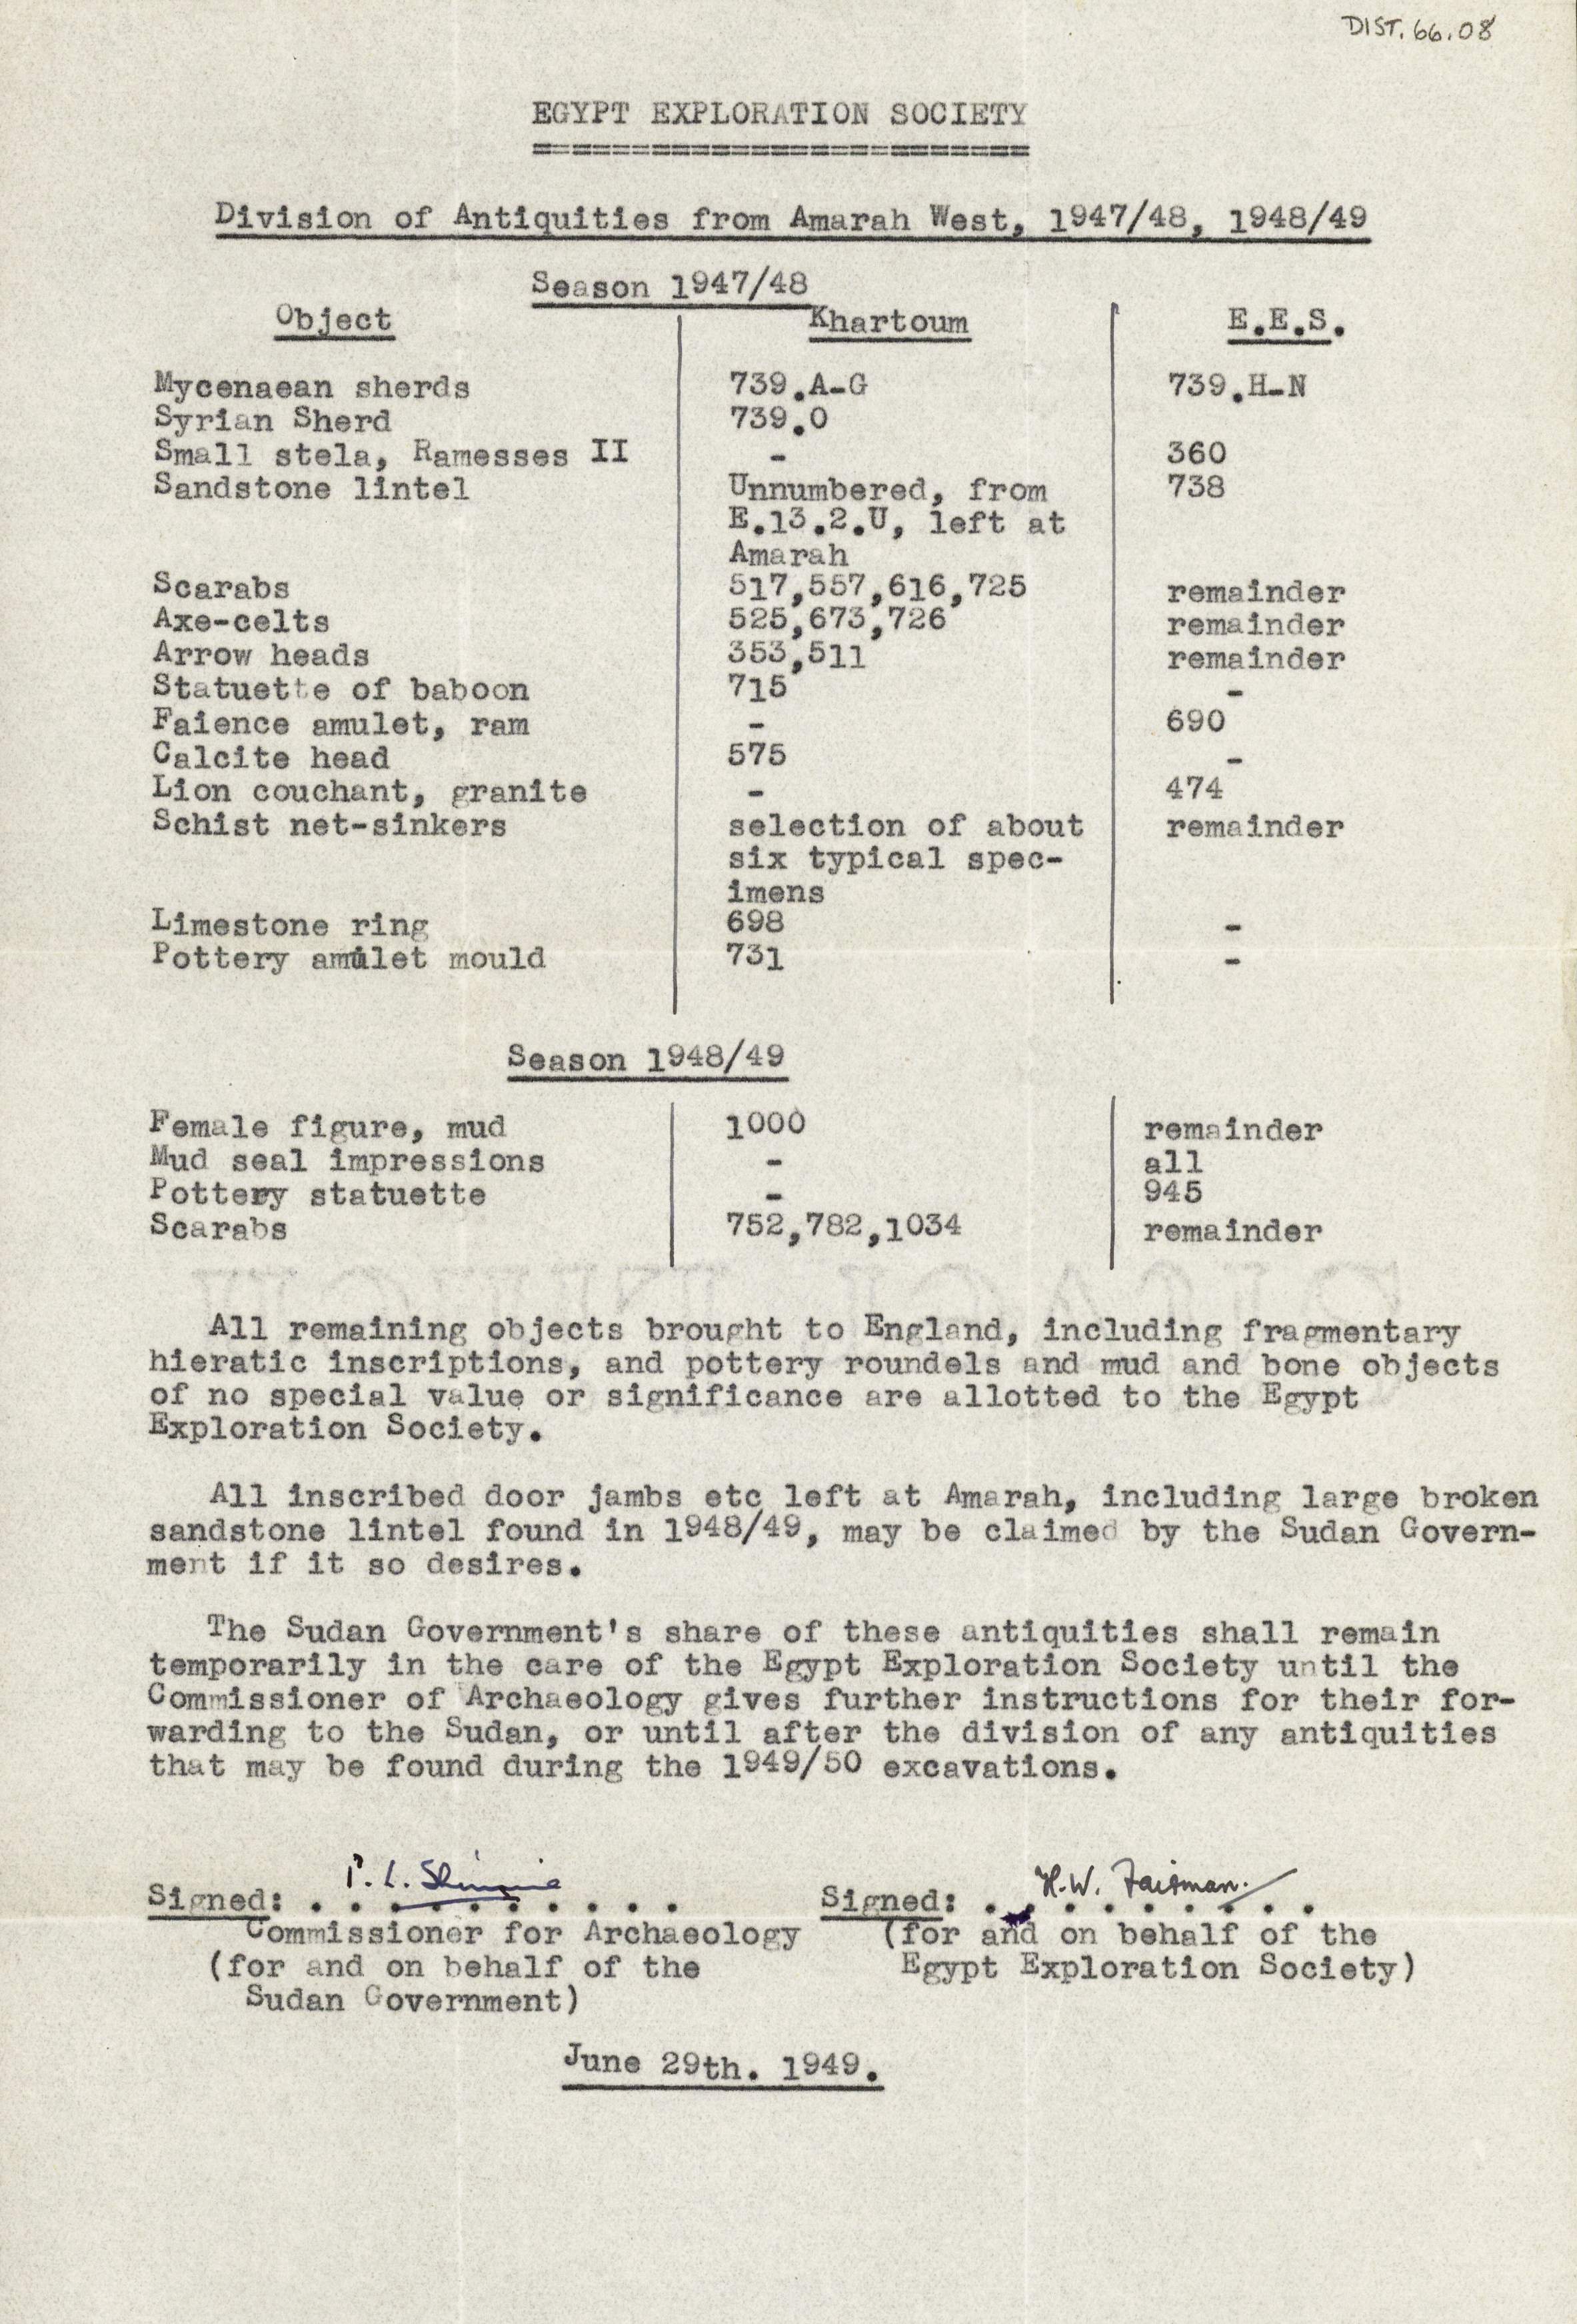 DIST. 66.08
EGYPT EXPLORATION SOCIETY
=========================
Division of Antiquities from Amarah West, 1947/48, 1948/49
Season 1947/48
Object Khartoum E.E.S.
Mycenaean sherds 739.A-G 739.H-N
Syrian Sherd 739.O
Small stela, Ramesses II - 360
Sandstone lintel Unnumbered, from 738
E.13.2.U, left at
Amarah
Scarabs 517,557,616,725 remainder
Axe-celts 525,673,726 remainder
Arrow heads 353,511 remainder
Statuette of baboon 715 -
Faience amulet, ram - 690
Calcite head 575 -
Lion couchant, granite - 474
Schist net-sinkers selection of about remainder
six typical spec-
imens
Limestone ring 698 -
Pottery amulet mould 731 -
Season 1948/49
Female figure, mud 1000 remainder
Mud seal impressions - all
Pottery statuette - 945
Scarabs 752,782,1034 remainder
All remaining objects brought to England, including fragmentary
hieratic inscriptions, and pottery roundels and mud and bone objects
of no special value or significance are allotted to the Egypt
Exploration Society.
All inscribed door jambs etc left at Amarah, including large broken
sandstone lintel found in 1948/49, may be claimed by the Sudan Govern-
ment if it so desires.
The Sudan Government's share of these antiquities shall remain
temporarily in the care of the Egypt Exploration Society until the
Commissioner of Archaeology gives further instructions for their for-
warding to the Sudan, or until after the division of any antiquities
that may be found during the 1949/50 excavations.
Signed: P. L. Shinnie Signed: H.W. Fairman.
Commissioner for Archaeology (for and on behalf of the
(for and on behalf of the Egypt Exploration Society)
Sudan Government)
June 29th. 1949.